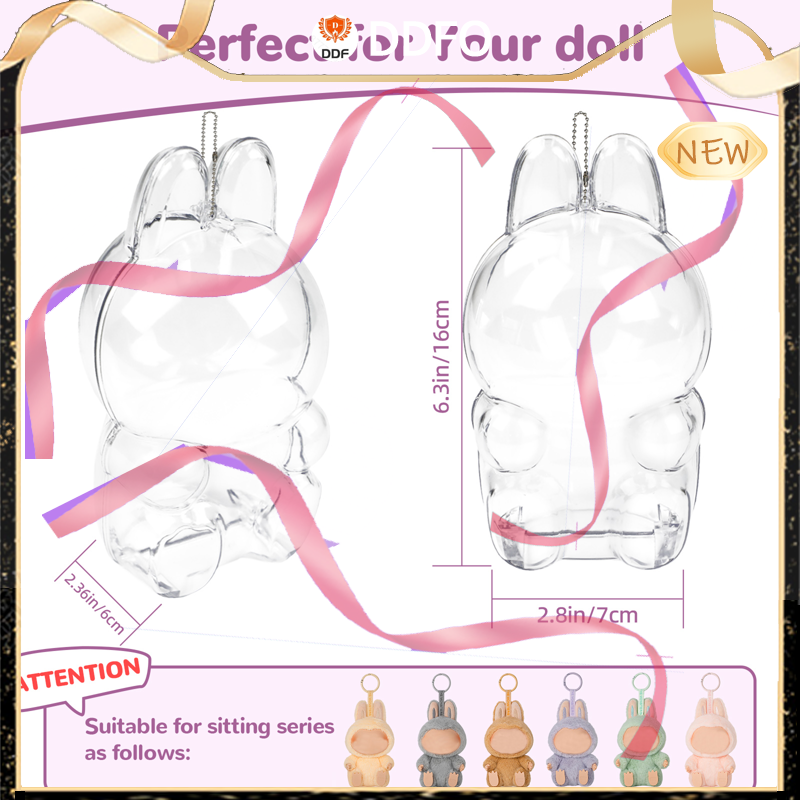 Perfect for Your doll
DDF
DDFO
NEW
6.3in/16cm
2.36in/6cm
2.8in/7cm
ATTENTION
Suitable for sitting series
as follows: